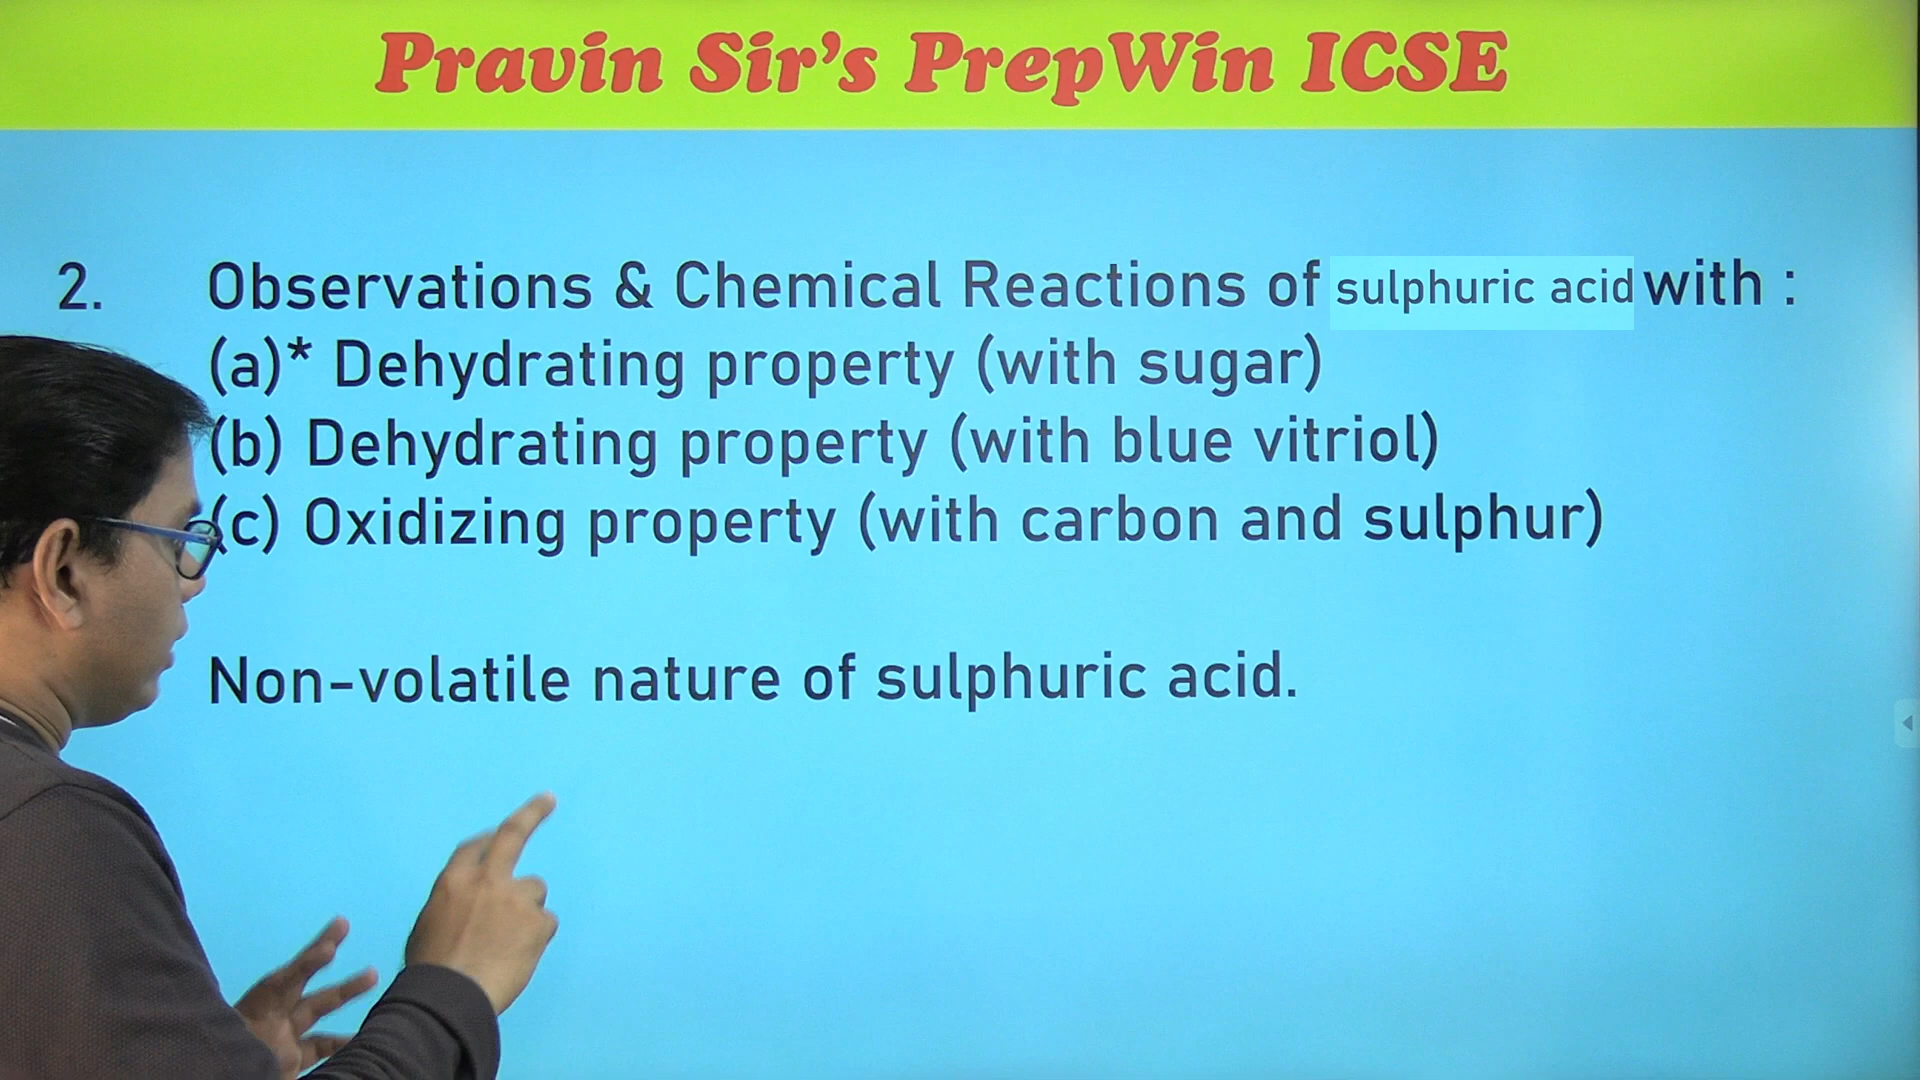 Pravin Sir's PrepWin ICSE
2. Observations & Chemical Reactions of sulphuric acid with :
(a)* Dehydrating property (with sugar)
(b) Dehydrating property (with blue vitriol)
(c) Oxidizing property (with carbon and sulphur)
Non-volatile nature of sulphuric acid.